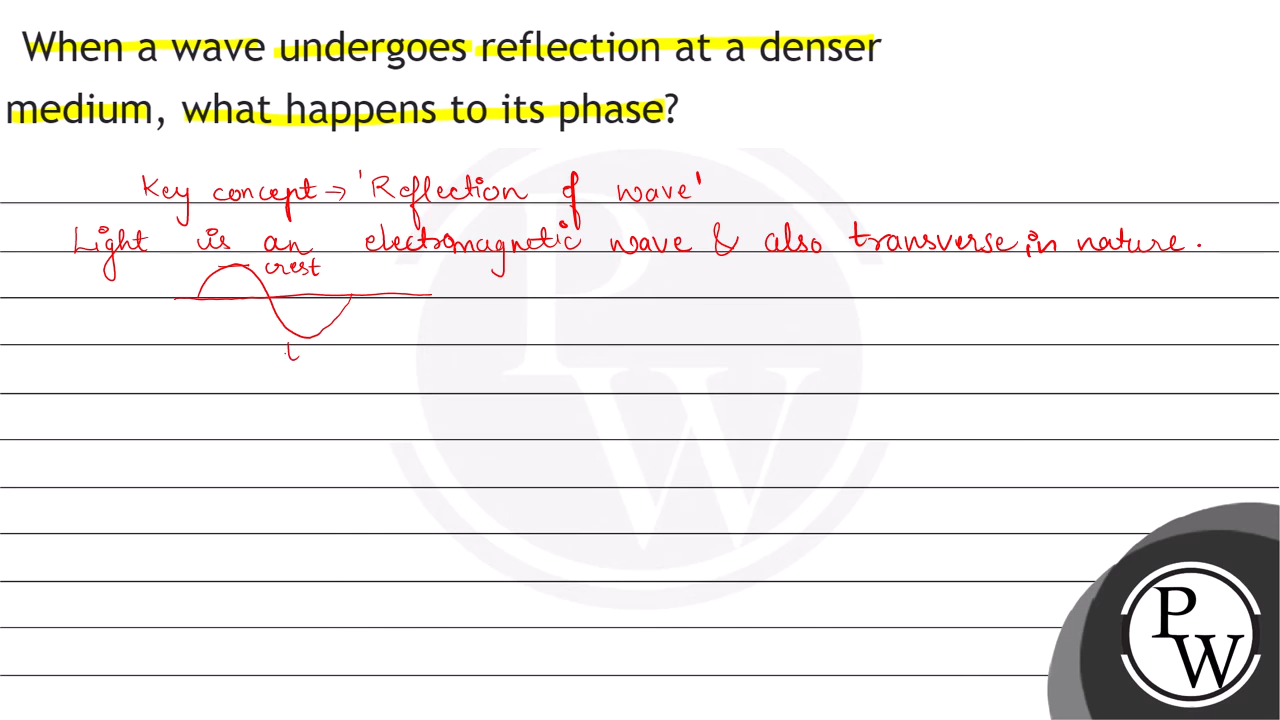 When a wave undergoes reflection at a denser
medium, what happens to its phase?
Key concept → 'Reflection of wave'
Light is an electromagnetic wave & also transverse in nature.
crest
t
PW
PW